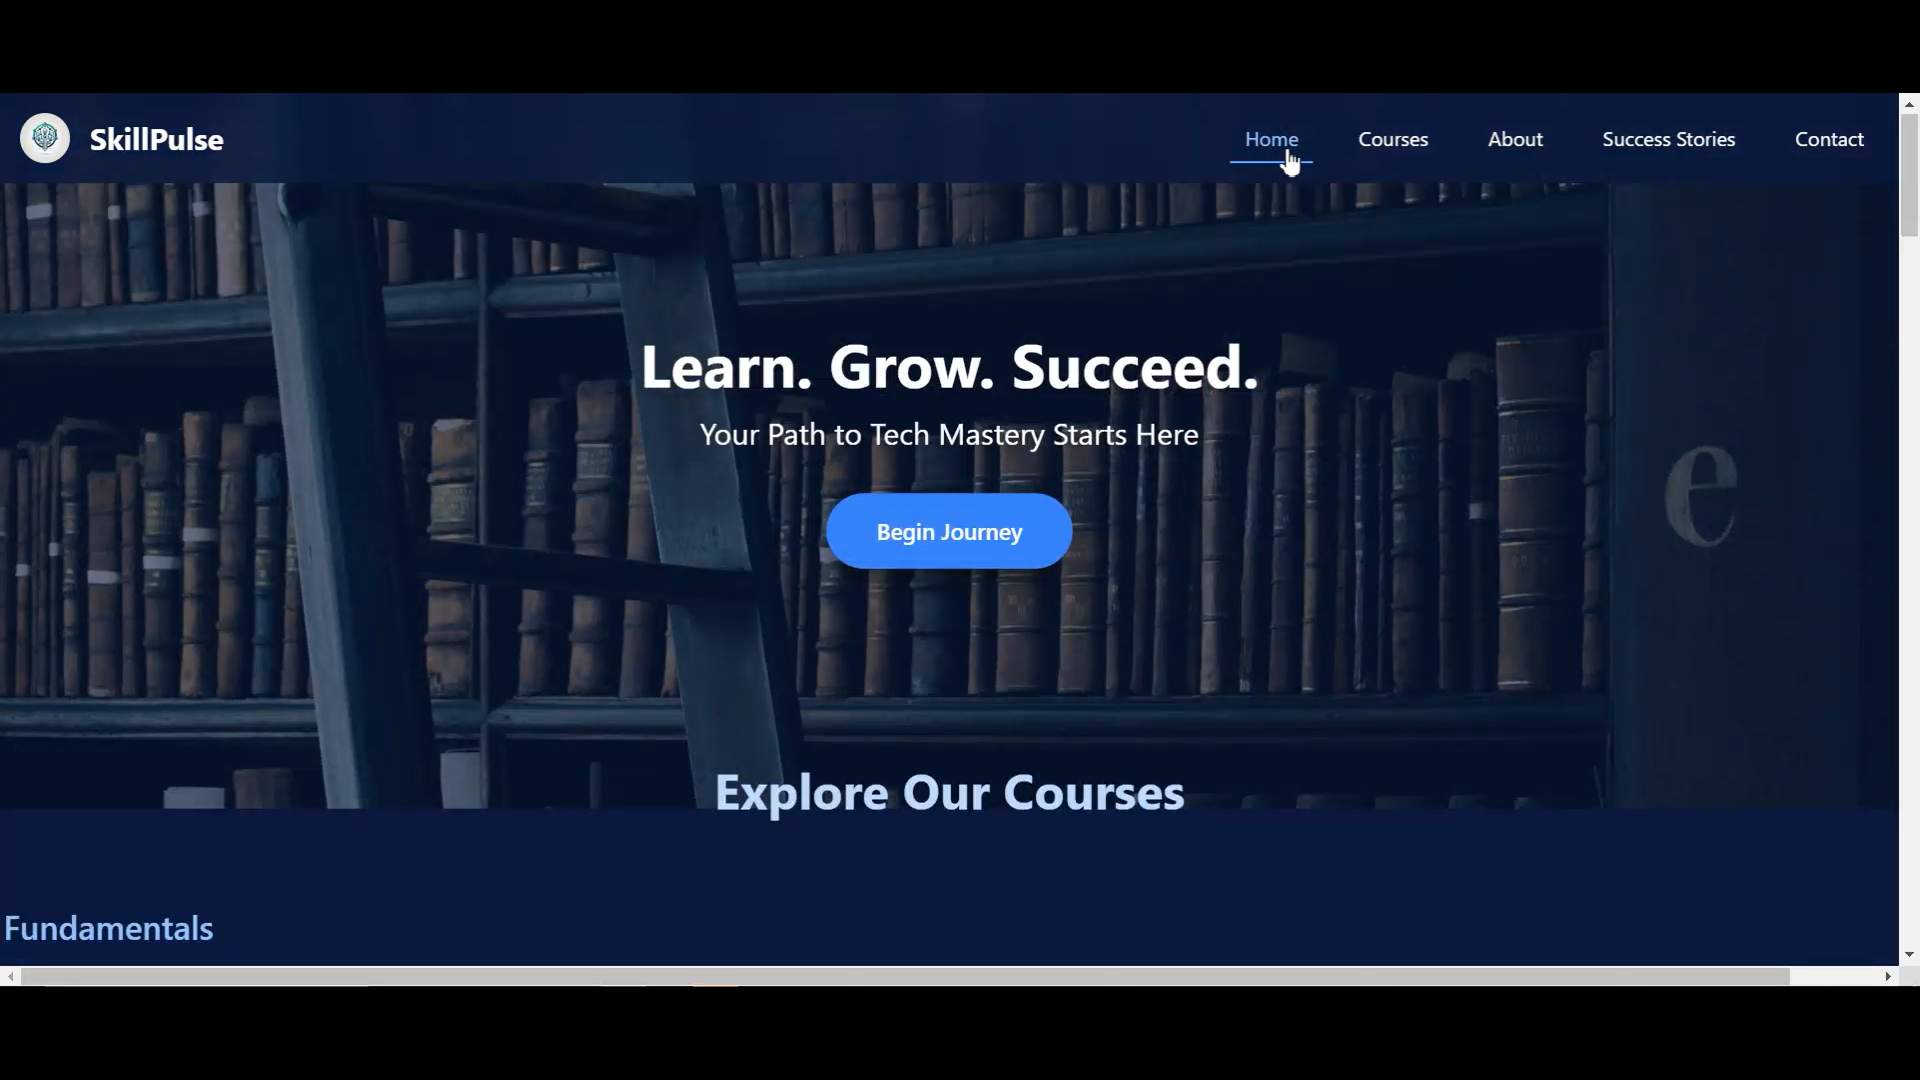 SkillPulse
Home
Courses
About
Success Stories
Contact
Learn. Grow. Succeed.
Your Path to Tech Mastery Starts Here
e
Begin Journey
Explore Our Courses
Fundamentals